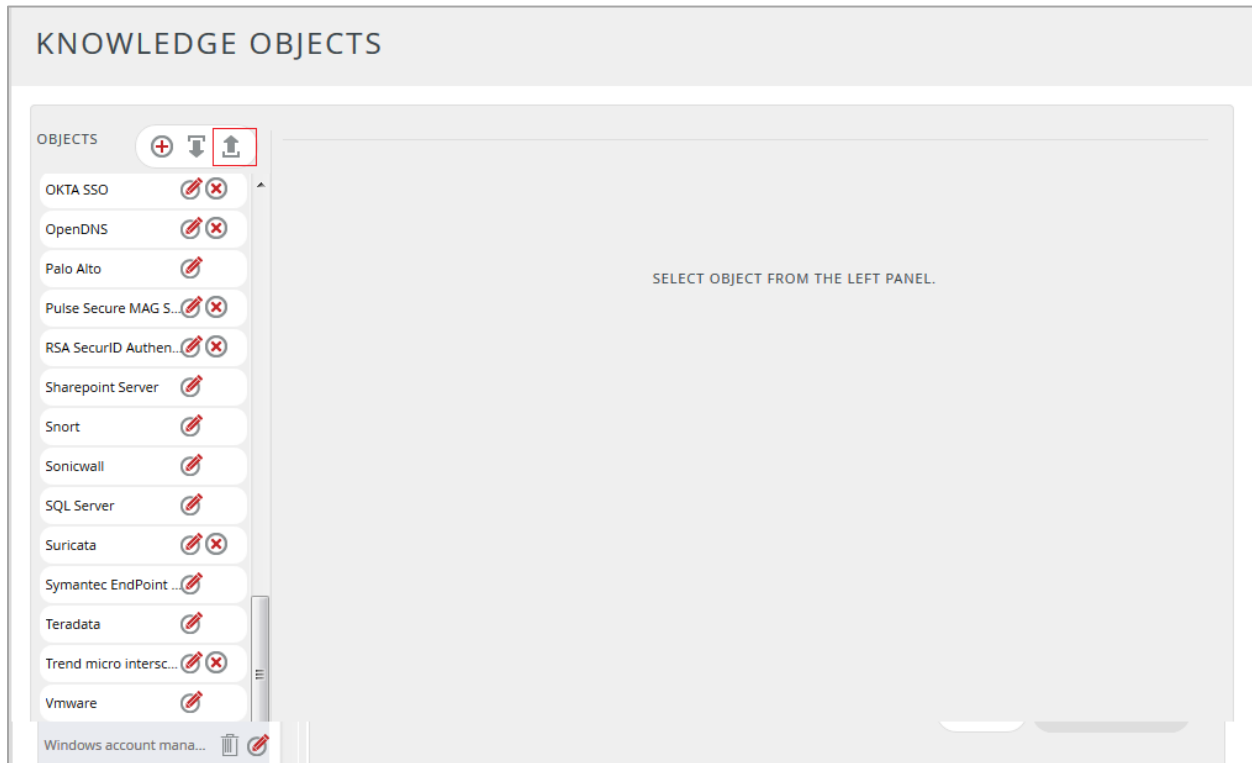 KNOWLEDGE OBJECTS
OBJECTS
OKTA SSO
OpenDNS
Palo Alto
Pulse Secure MAG S...
RSA SecurID Authen...
Sharepoint Server
Snort
Sonicwall
SQL Server
Suricata
Symantec EndPoint ...
Teradata
Trend micro intersc...
Vmware
Windows account mana...
SELECT OBJECT FROM THE LEFT PANEL.